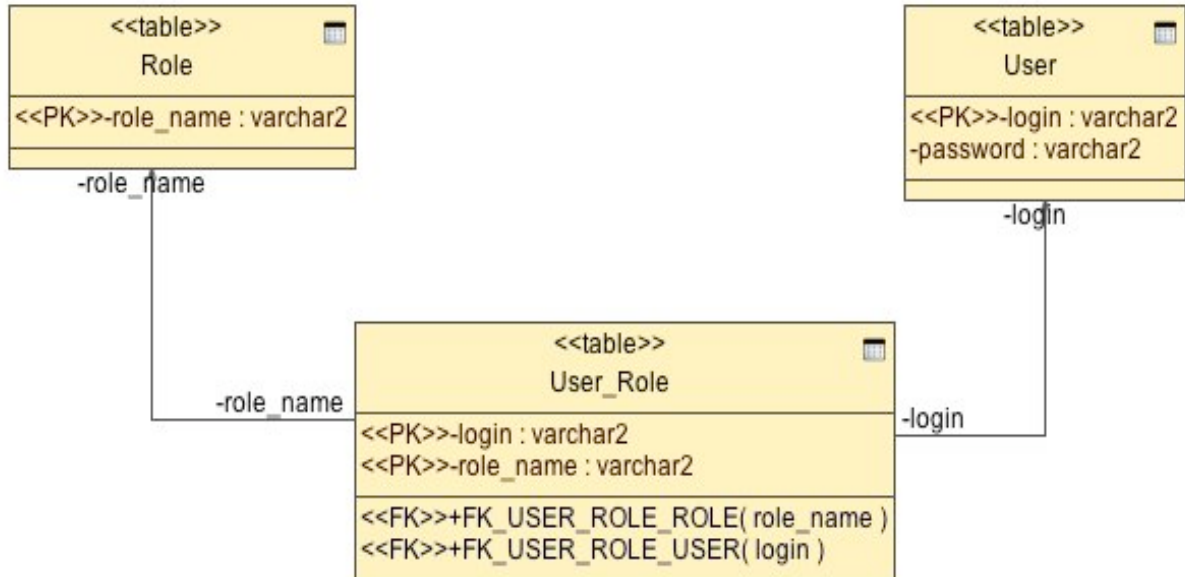 <<table>>
Role
<<PK>>-role_name : varchar2
-role_name
<<table>>
User
<<PK>>-login : varchar2
-password : varchar2
-login
-role_name
<<table>>
User_Role
<<PK>>-login : varchar2
<<PK>>-role_name : varchar2
<<FK>>+FK_USER_ROLE_ROLE( role_name )
<<FK>>+FK_USER_ROLE_USER( login )
-login